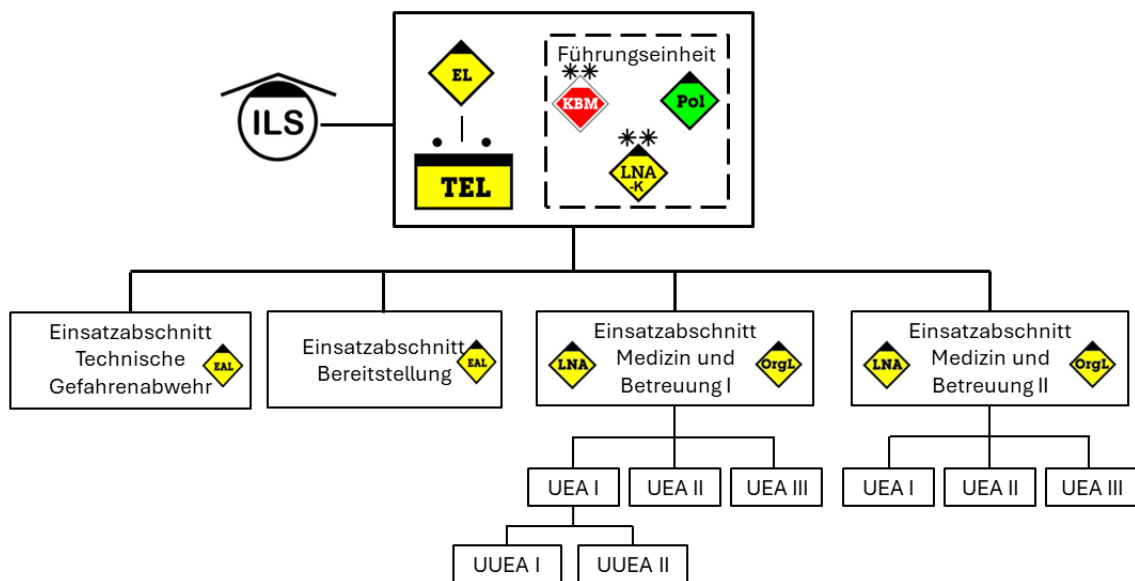 Führungseinheit
EL
KBM
Pol
ILS
LNA
-K
TEL
Einsatzabschnitt
Technische
Gefahrenabwehr
EAL
Einsatzabschnitt
Bereitstellung
EAL
Einsatzabschnitt
Medizin und
Betreuung I
LNA
OrgL
Einsatzabschnitt
Medizin und
Betreuung II
LNA
OrgL
UEA I
UEA II
UEA III
UEA I
UEA II
UEA III
UUEA I
UUEA II